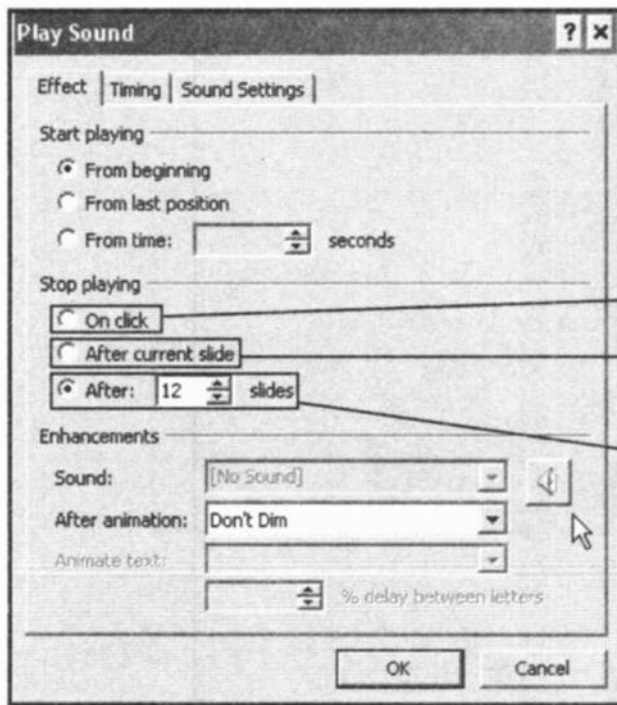 Play Sound ? ×
Effect Timing Sound Settings
Start playing
From beginning
From last position
From time: seconds
Stop playing
On click
After current slide
After: 12 slides
Enhancements
Sound: [No Sound]
After animation: Don't Dim
Animate text:
% delay between letters
OK Cancel